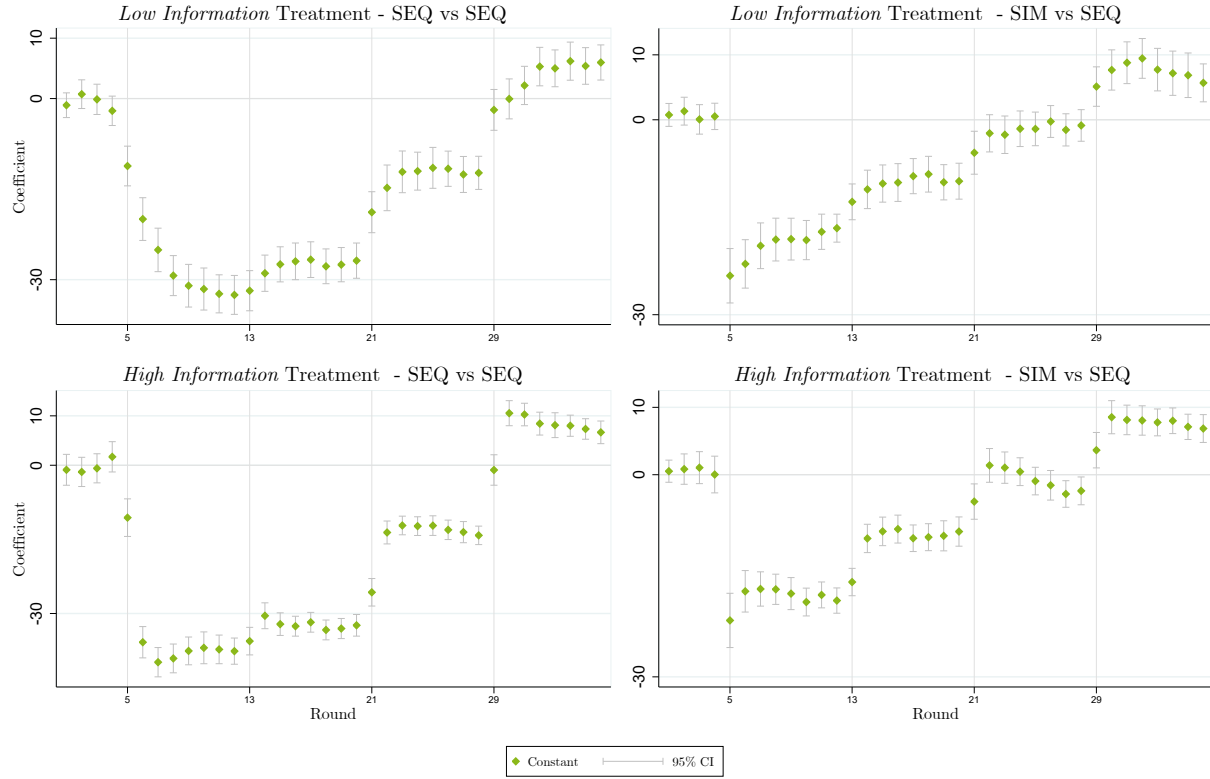 Low Information Treatment - SEQ vs SEQ
10
0
-30
Coefficient
5
13
21
29
Low Information Treatment - SIM vs SEQ
10
0
-30
5
13
21
29
High Information Treatment - SEQ vs SEQ
10
0
-30
Coefficient
5
13
21
29
Round
High Information Treatment - SIM vs SEQ
10
0
-30
5
13
21
29
Round
Constant
95% CI